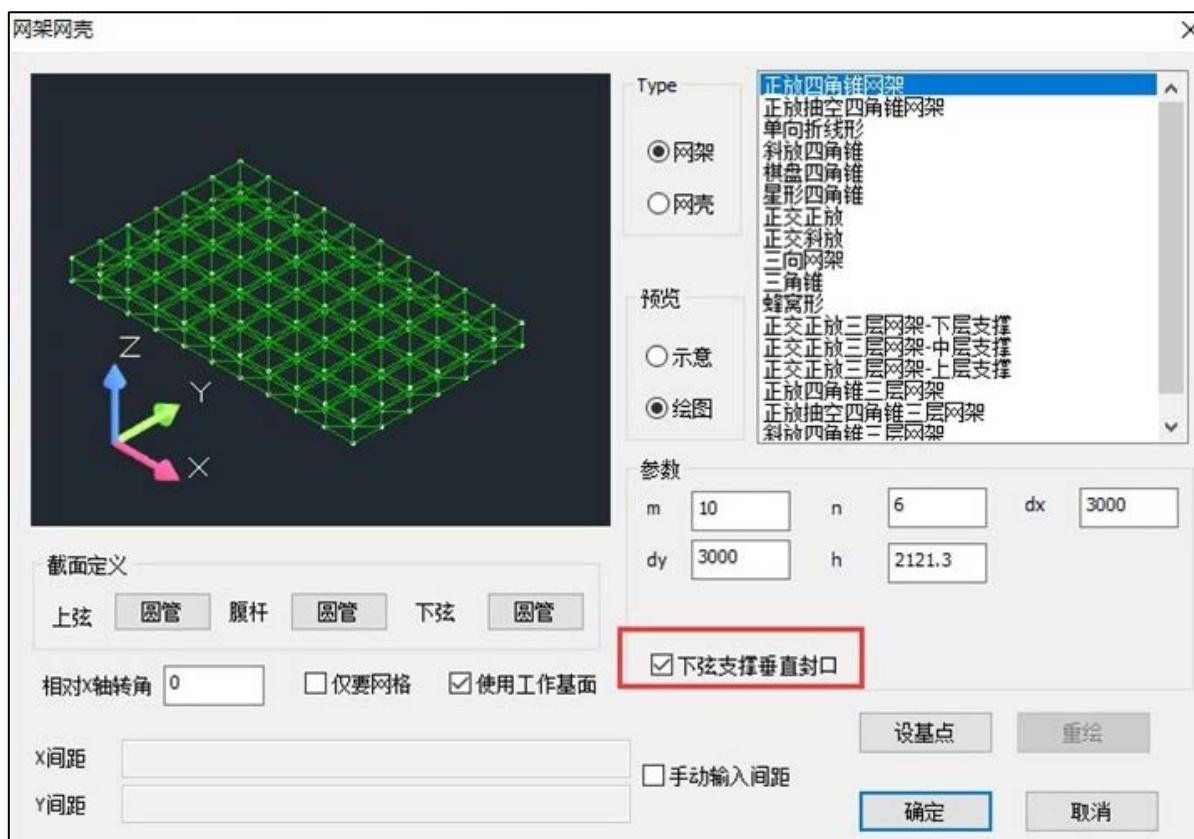 网架网壳
Z
Y
X
Type
网架
网壳
预览
示意
绘图
正放四角锥网架
正放抽空四角锥网架
单向折线形
斜放四角锥
棋盘四角锥
星形四角锥
正交正放
正交斜放
三向网架
三角锥
蜂窝形
正交正放三层网架-下层支撑
正交正放三层网架-中层支撑
正交正放三层网架-上层支撑
正放四角锥三层网架
正放抽空四角锥三层网架
斜放四角锥三层网架
参数
m 10 n 6 dx 3000
dy 3000 h 2121.3
下弦支撑垂直封口
截面定义
上弦 圆管 腹杆 圆管 下弦 圆管
相对X轴转角 0 仅要网格 使用工作基面
X间距
Y间距
手动输入间距
设基点 重绘
确定 取消